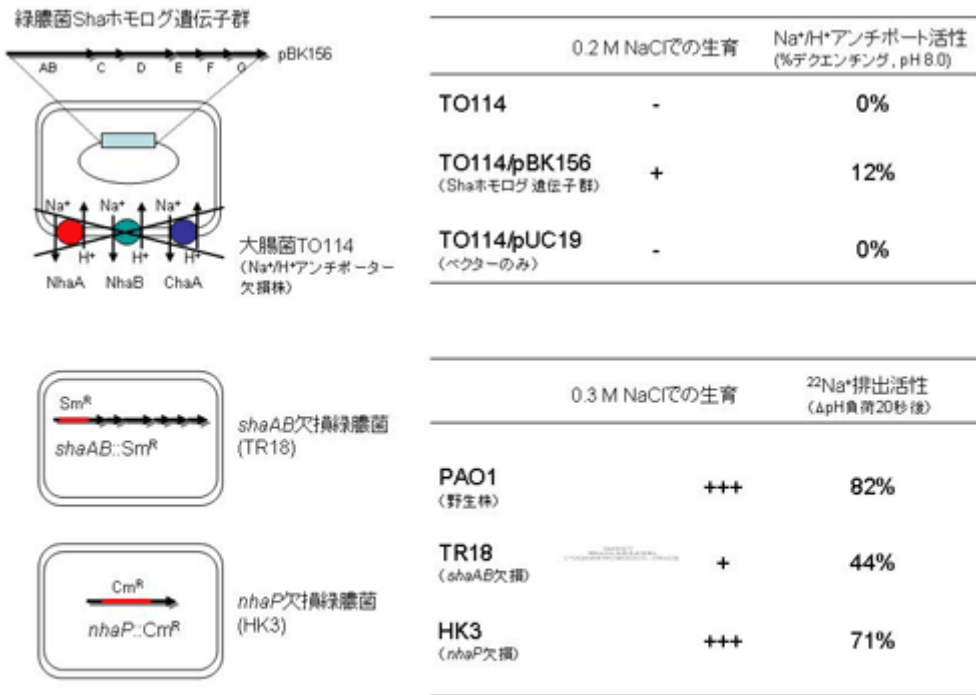 緑膿菌Shaホモログ遺伝子群
pBK156
AB C D E F G
Na⁺ Na⁺ Na⁺
H⁺ H⁺ H⁺
NhaA NhaB ChaA
大腸菌TO114
(Na⁺/H⁺アンチポーター
欠損株)
0.2 M NaClでの生育 Na⁺/H⁺アンチポート活性
(%デクエンチング, pH 8.0)
TO114 - 0%
TO114/pBK156 + 12%
(Shaホモログ遺伝子群)
TO114/pUC19 - 0%
(ベクターのみ)
Smᴿ
shaAB::Smᴿ
shaAB欠損緑膿菌
(TR18)
Cmᴿ
nhaP::Cmᴿ
nhaP欠損緑膿菌
(HK3)
0.3 M NaClでの生育 ²²Na⁺排出活性
(ΔpH負荷20秒後)
PAO1 +++ 82%
(野生株)
TR18 + 44%
(shaAB欠損)
HK3 +++ 71%
(nhaP欠損)